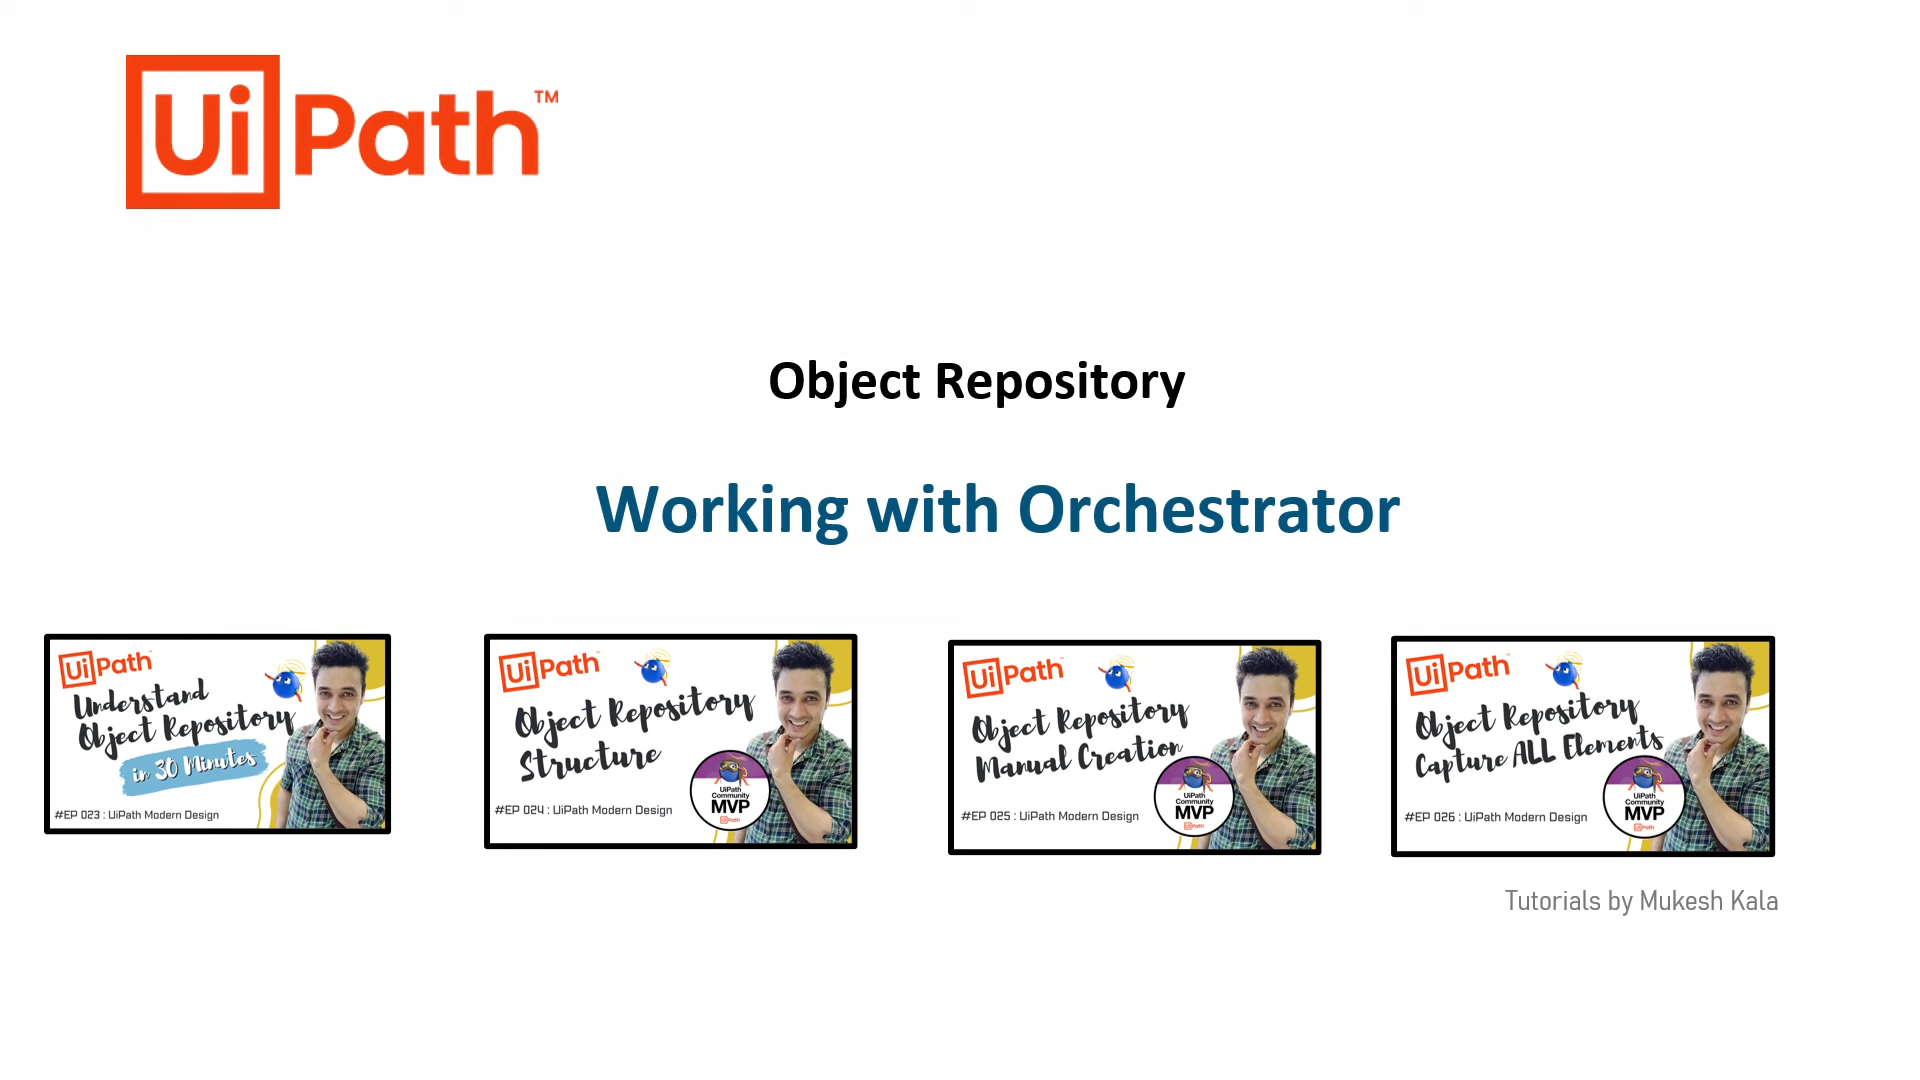 UiPath™
Object Repository
Working with Orchestrator
UiPath
Understand
Object Repository
in 30 Minutes
#EP 023 : UiPath Modern Design
UiPath
Object Repository
Structure
UiPath
Community
MVP
UiPath
#EP 024 : UiPath Modern Design
UiPath
Object Repository
Manual Creation
UiPath
Community
MVP
UiPath
#EP 025 : UiPath Modern Design
UiPath
Object Repository
Capture ALL Elements
UiPath
Community
MVP
UiPath
#EP 026 : UiPath Modern Design
Tutorials by Mukesh Kala